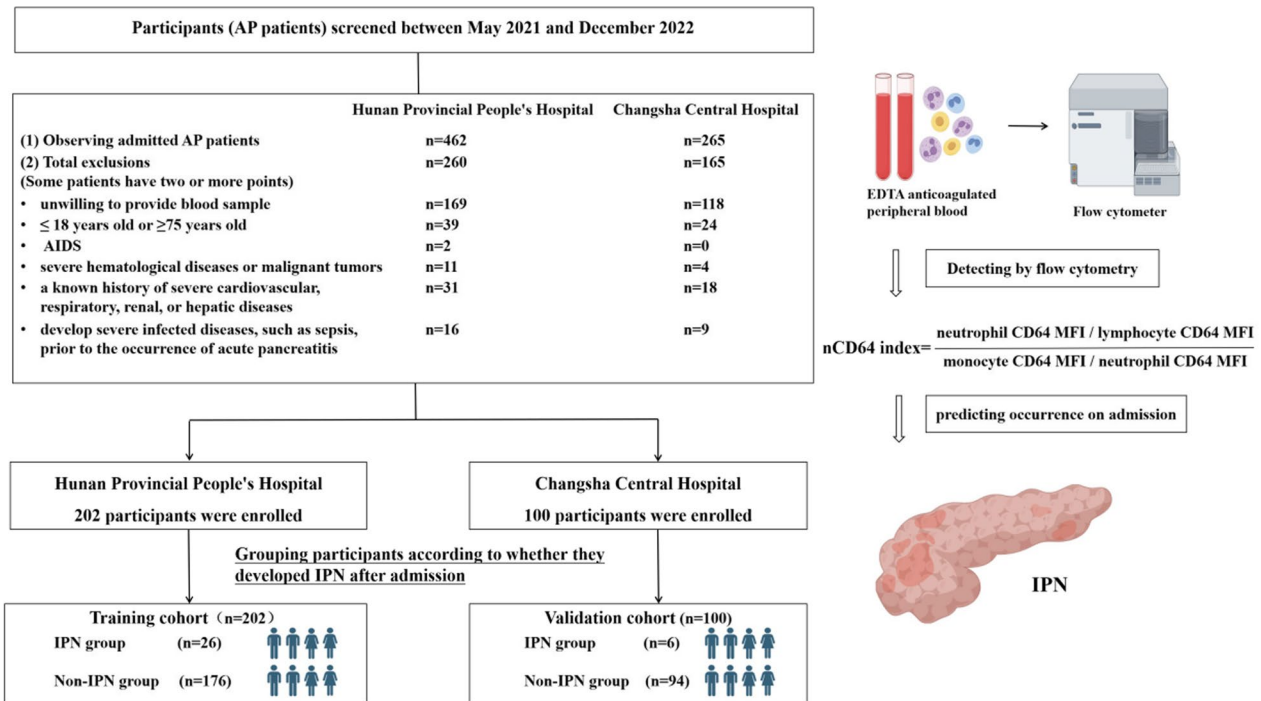 Participants (AP patients) screened between May 2021 and December 2022
Hunan Provincial People's Hospital Changsha Central Hospital
(1) Observing admitted AP patients n=462 n=265
(2) Total exclusions n=260 n=165
(Some patients have two or more points)
• unwilling to provide blood sample n=169 n=118
• ≤ 18 years old or ≥75 years old n=39 n=24
• AIDS n=2 n=0
• severe hematological diseases or malignant tumors n=11 n=4
• a known history of severe cardiovascular, n=31 n=18
respiratory, renal, or hepatic diseases
• develop severe infected diseases, such as sepsis, n=16 n=9
prior to the occurrence of acute pancreatitis
Hunan Provincial People's Hospital
202 participants were enrolled
Changsha Central Hospital
100 participants were enrolled
Grouping participants according to whether they
developed IPN after admission
Training cohort（n=202）
IPN group (n=26)
Non-IPN group (n=176)
Validation cohort (n=100)
IPN group (n=6)
Non-IPN group (n=94)
EDTA anticoagulated
peripheral blood
Flow cytometer
Detecting by flow cytometry
nCD64 index=
neutrophil CD64 MFI / lymphocyte CD64 MFI
monocyte CD64 MFI / neutrophil CD64 MFI
predicting occurrence on admission
IPN